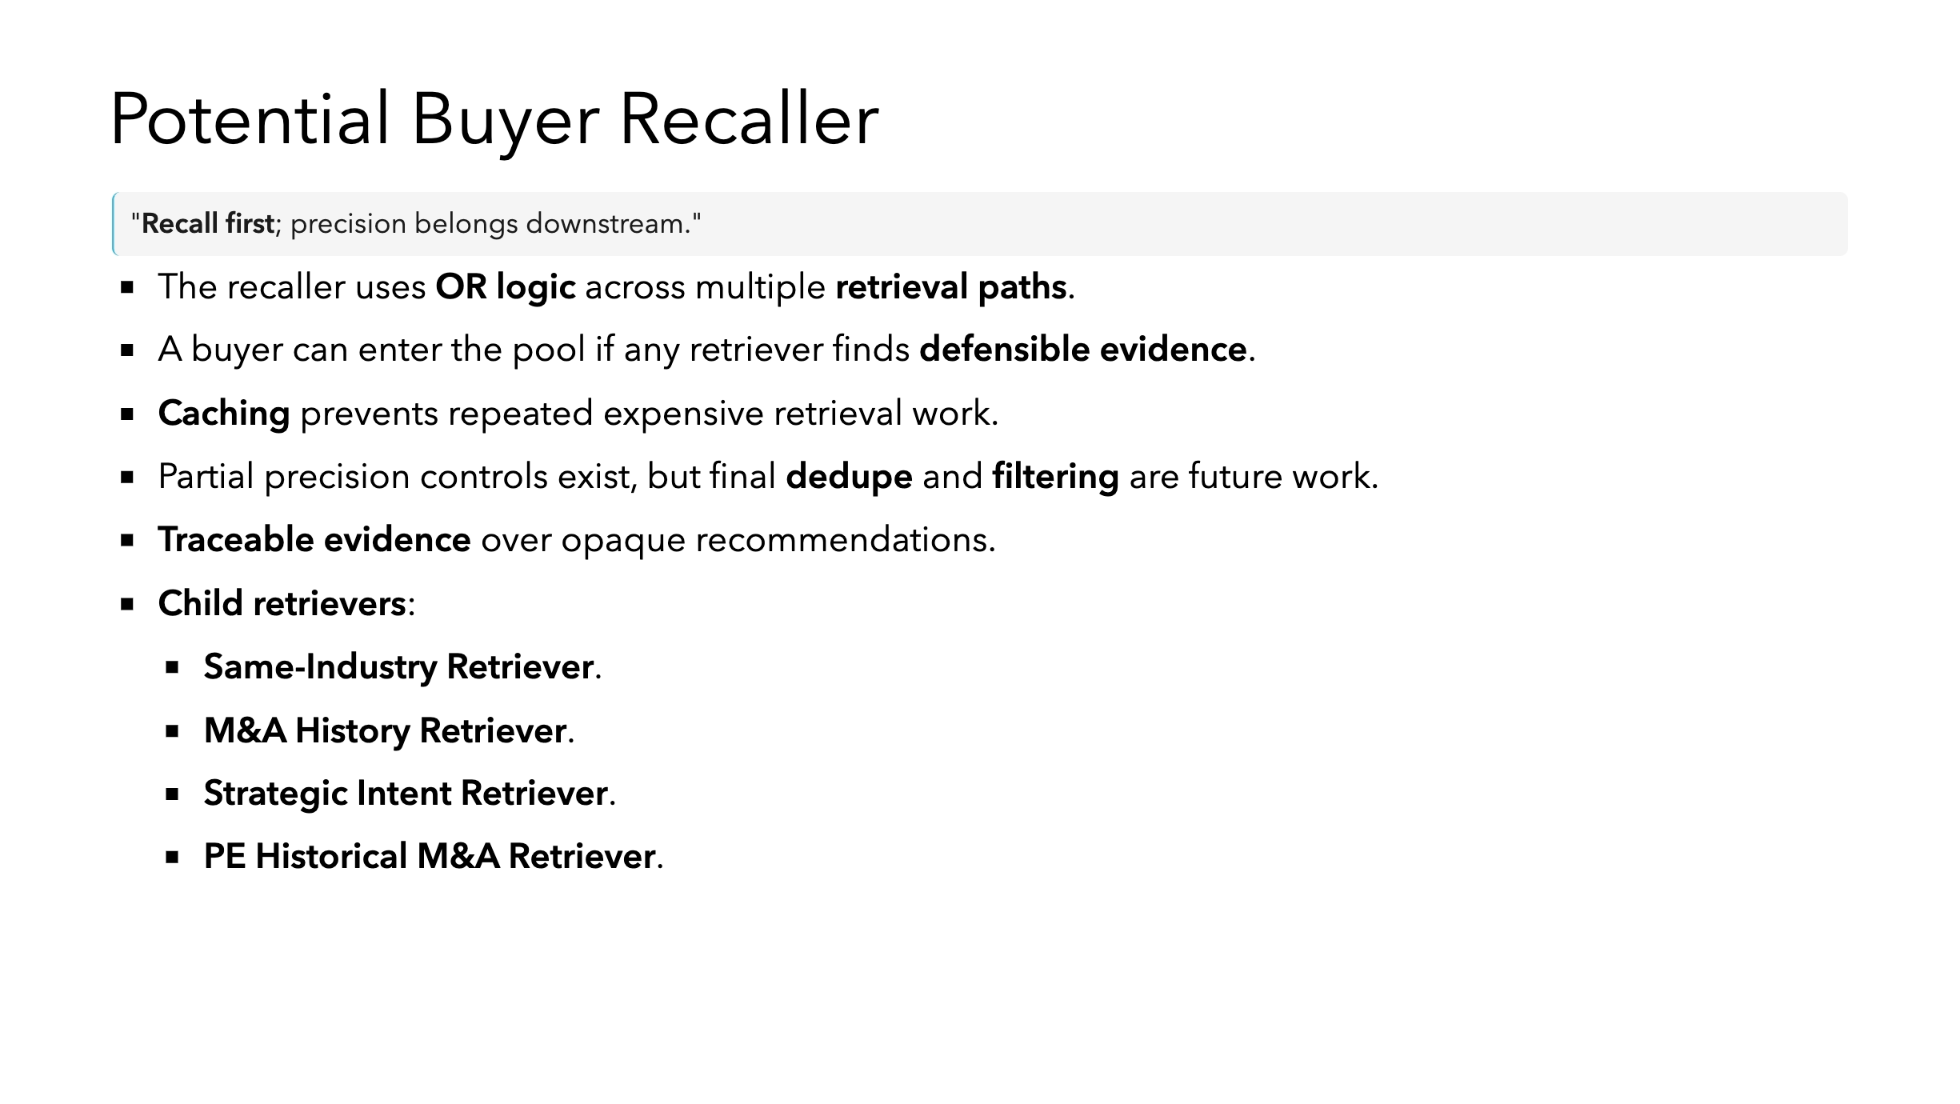 Potential Buyer Recaller
"Recall first; precision belongs downstream."
The recaller uses OR logic across multiple retrieval paths.
A buyer can enter the pool if any retriever finds defensible evidence.
Caching prevents repeated expensive retrieval work.
Partial precision controls exist, but final dedupe and filtering are future work.
Traceable evidence over opaque recommendations.
Child retrievers:
Same-Industry Retriever.
M&A History Retriever.
Strategic Intent Retriever.
PE Historical M&A Retriever.